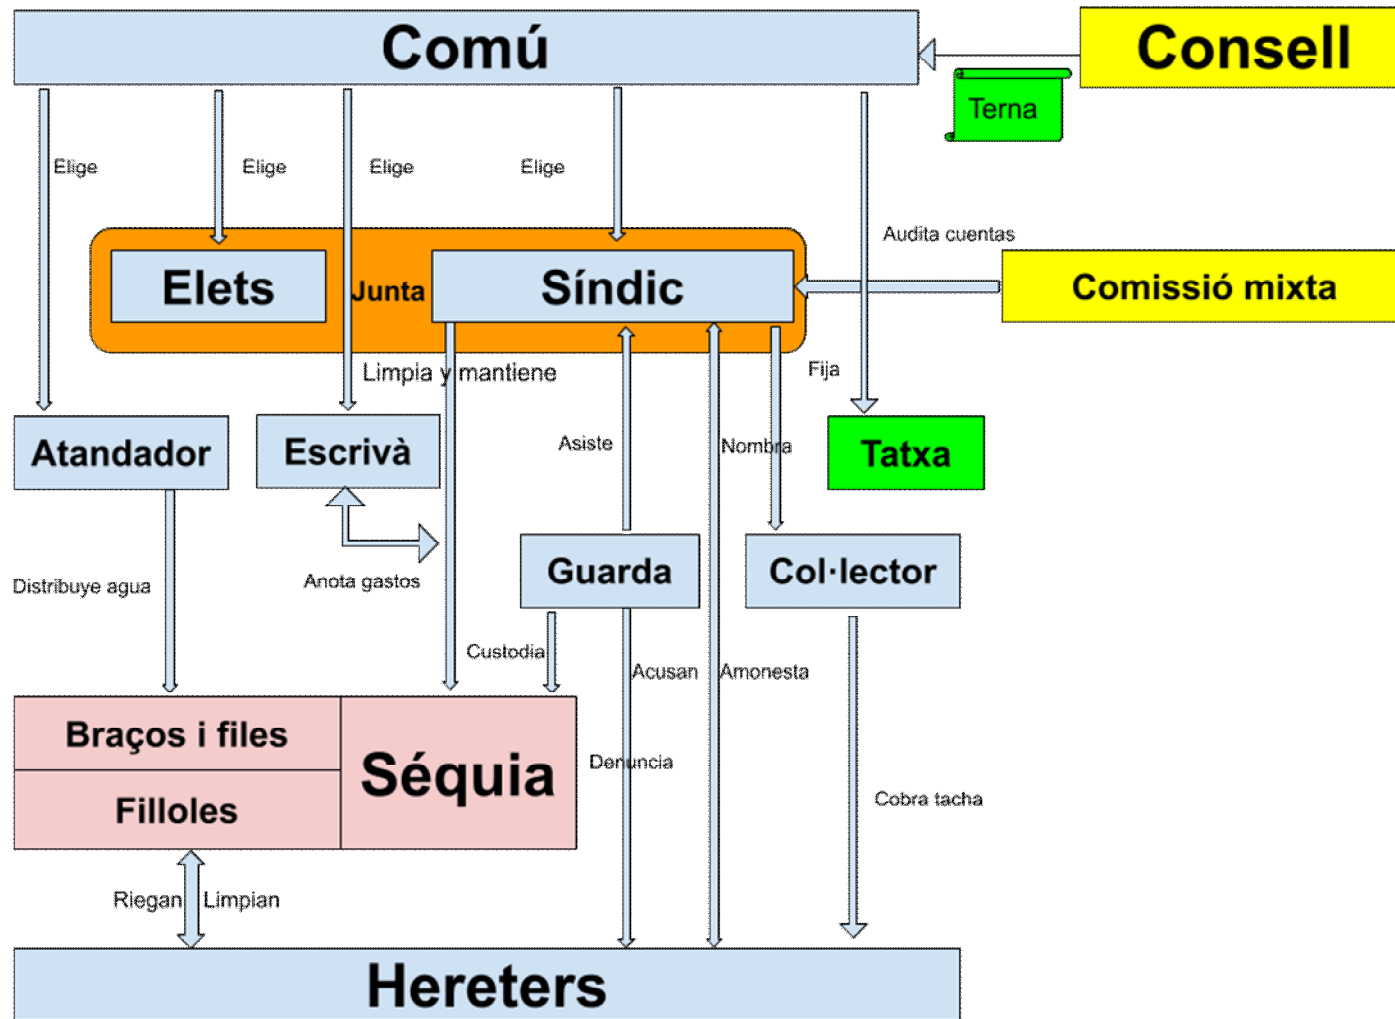 Comú
Consell
Terna
Elige
Elige
Elige
Elige
Audita cuentas
Elets
Junta
Síndic
Comissió mixta
Limpia y mantiene
Fija
Atandador
Escrivà
Asiste
Nombra
Tatxa
Distribuye agua
Anota gastos
Guarda
Col·lector
Custodia
Acusan
Amonesta
Braços i files
Séquia
Denuncia
Filloles
Cobra tacha
Riegan
Limpian
Hereters